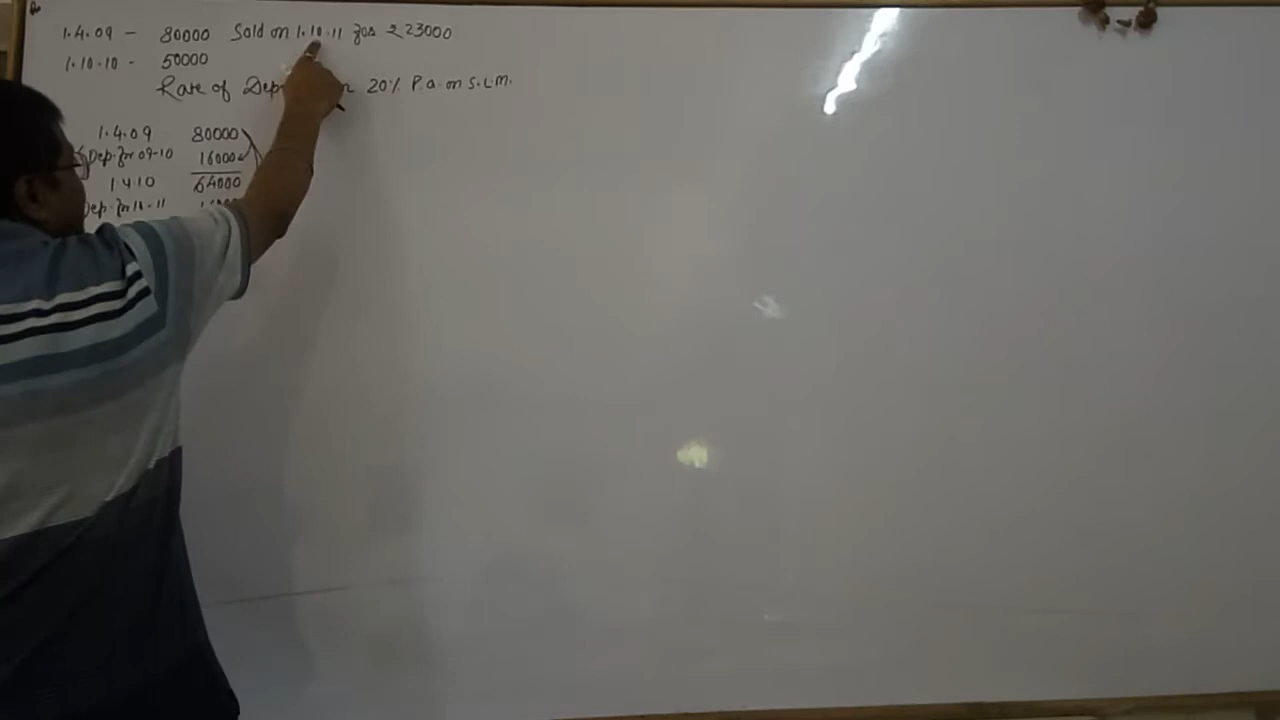 1.4.09 - 80000 Sold on 1.10.11 for ₹ 23000
1.10.10 - 50000
Rate of Dep 20% P.a. on S.L.M.
1.4.09 80000
Dep. for 09-10 16000
1.4.10 64000
Dep. for 10-11